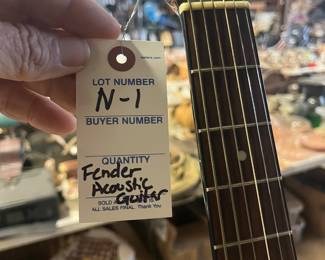 LOT NUMBER
N-1
BUYER NUMBER
QUANTITY
Fender
Acoustic
Guitar
SOLD
ALL SALES FINAL. Thank You